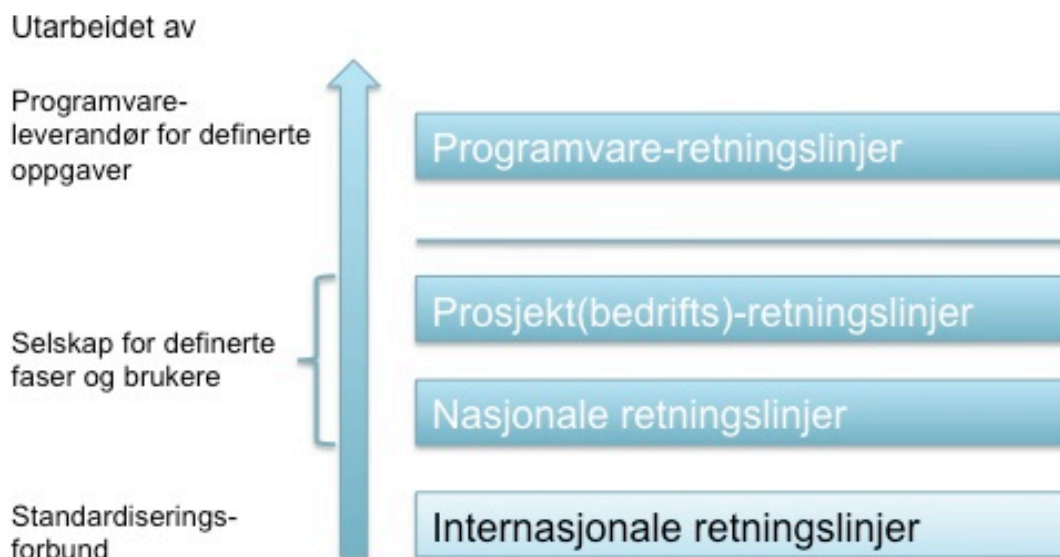 Utarbeidet av
Programvare-
leverandør for definerte
oppgaver
Programvare-retningslinjer
Prosjekt(bedrifts)-retningslinjer
Selskap for definerte
faser og brukere
Nasjonale retningslinjer
Standardiserings-
forbund
Internasjonale retningslinjer